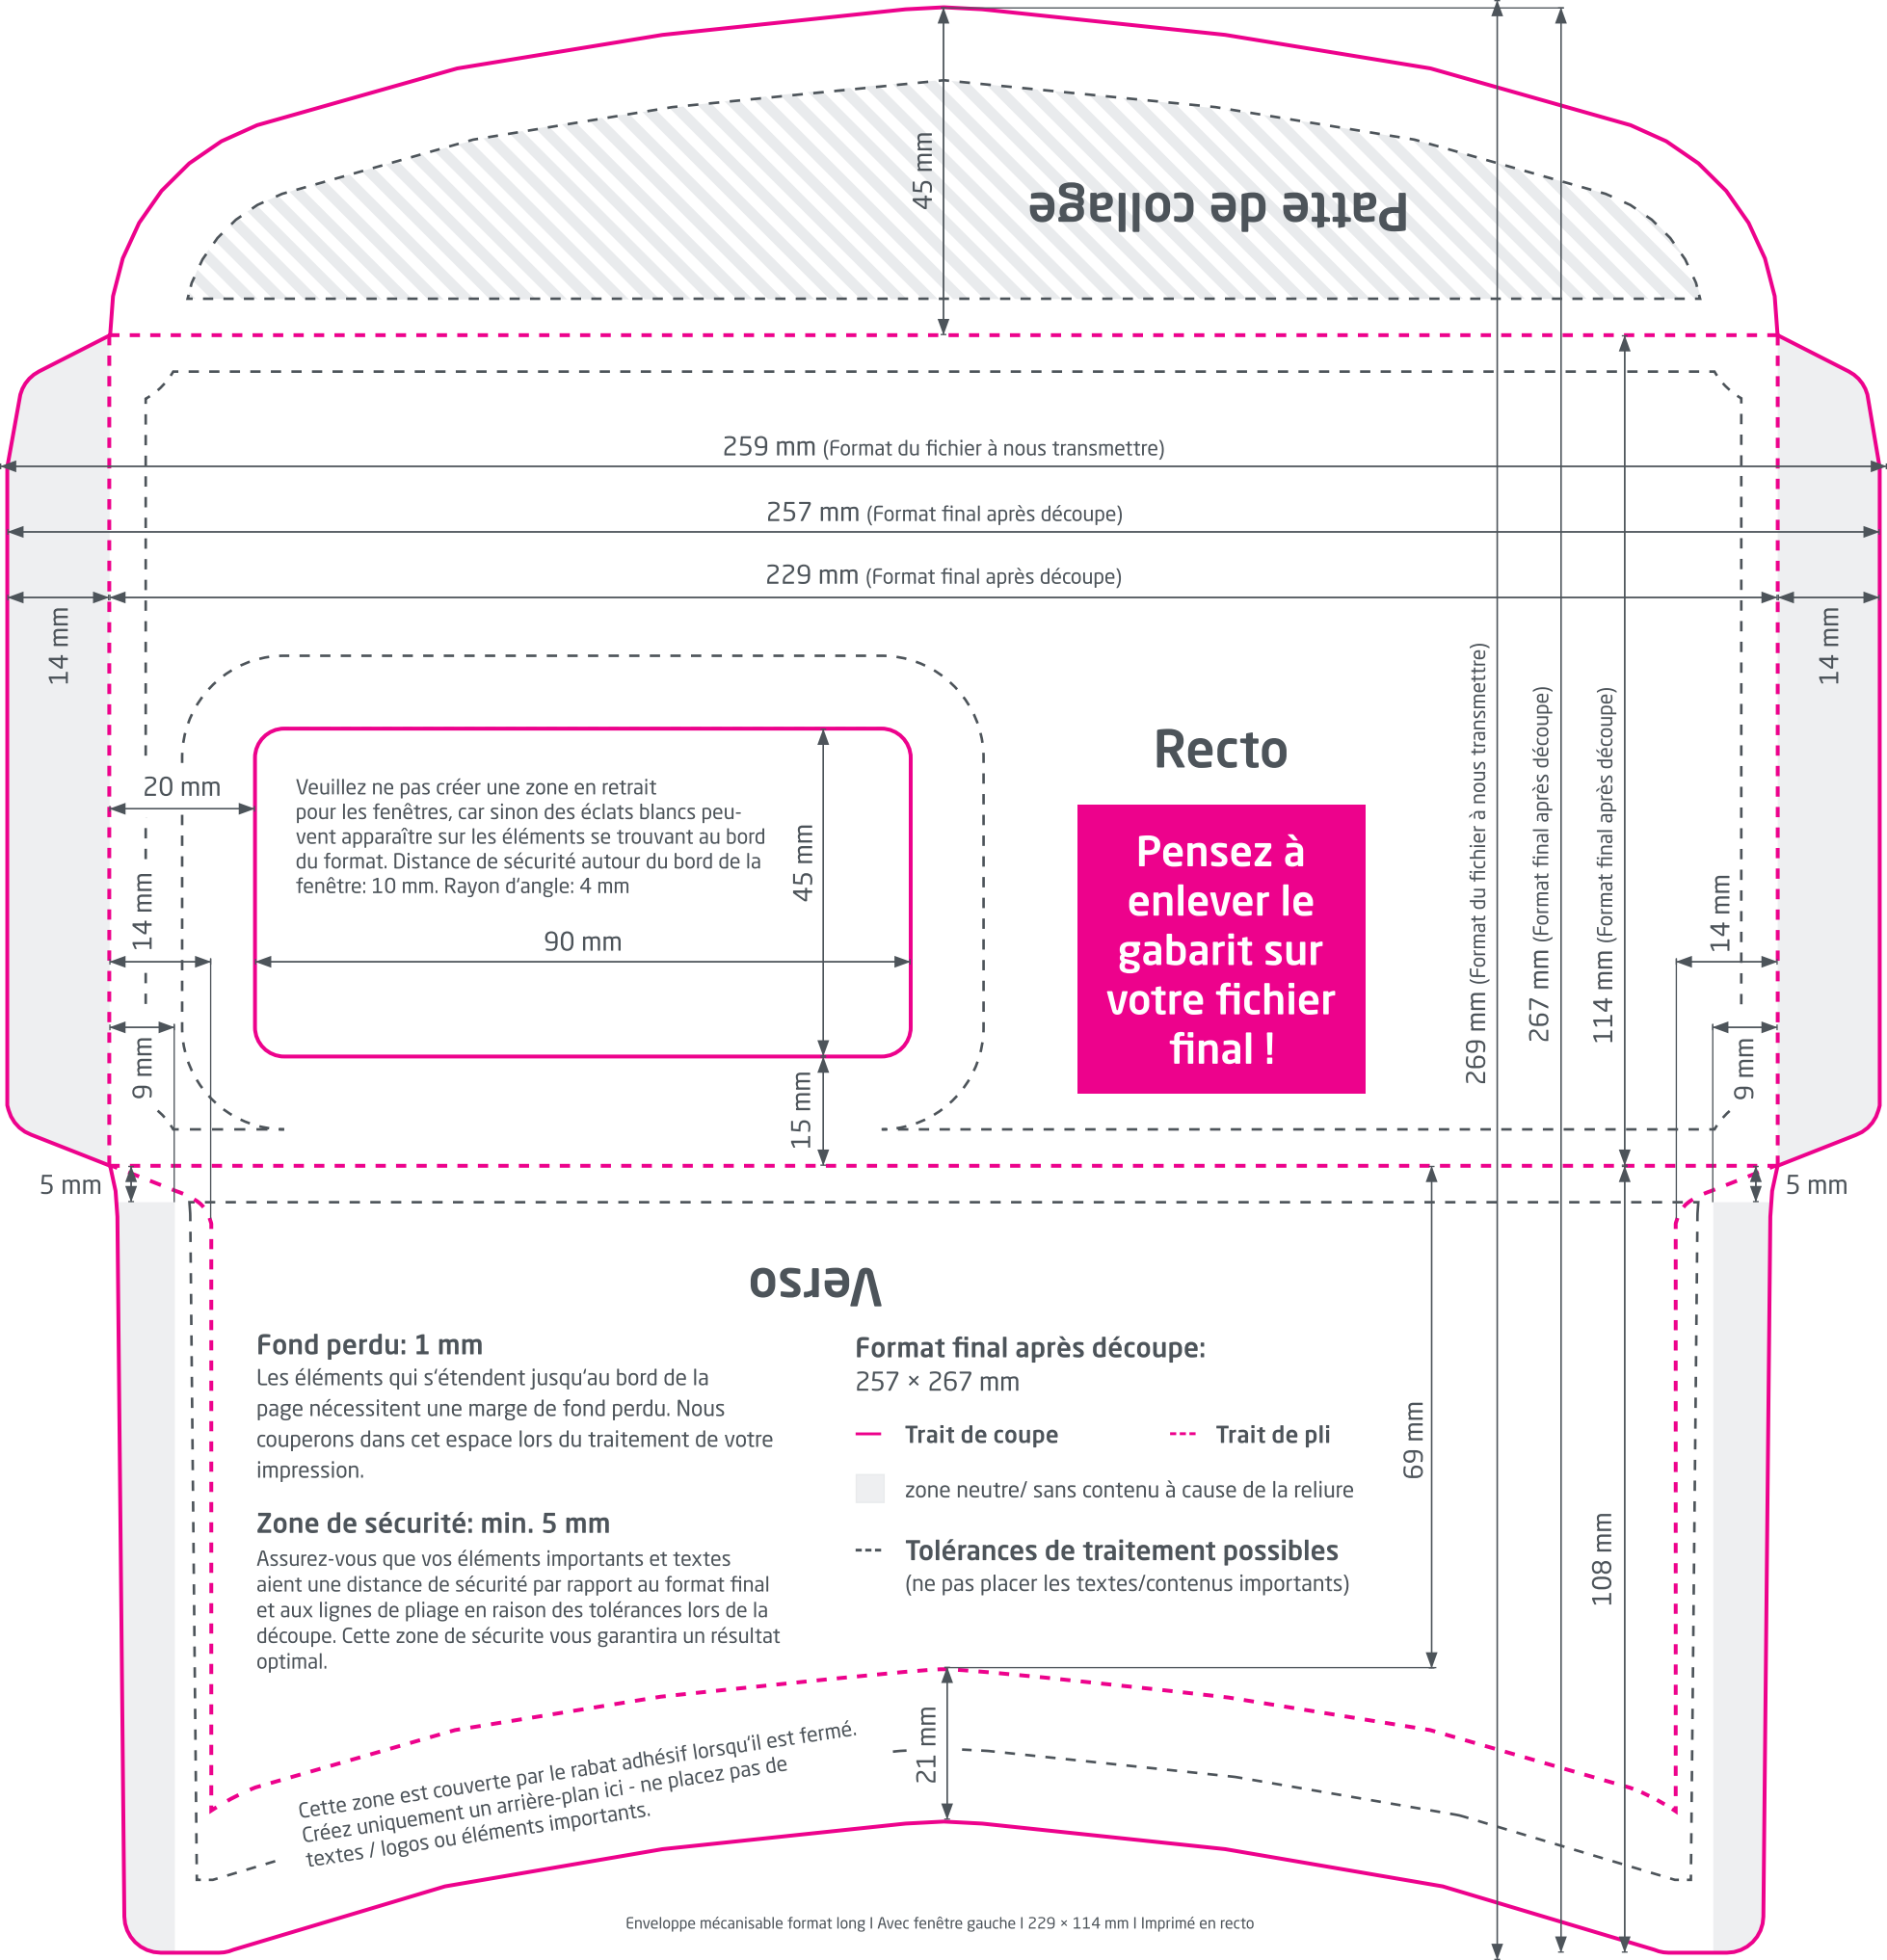 45 mm
Patte de collage
259 mm (Format du fichier à nous transmettre)
257 mm (Format final après découpe)
229 mm (Format final après découpe)
14 mm
14 mm
269 mm (Format du fichier à nous transmettre)
267 mm (Format final après découpe)
114 mm (Format final après découpe)
Recto
20 mm
Veuillez ne pas créer une zone en retrait
pour les fenêtres, car sinon des éclats blancs peu-
vent apparaître sur les éléments se trouvant au bord
du format. Distance de sécurité autour du bord de la
fenêtre: 10 mm. Rayon d'angle: 4 mm
45 mm
90 mm
Pensez à
enlever le
gabarit sur
votre fichier
final !
14 mm
14 mm
9 mm
9 mm
15 mm
5 mm
5 mm
Verso
Fond perdu: 1 mm
Les éléments qui s'étendent jusqu'au bord de la
page nécessitent une marge de fond perdu. Nous
couperons dans cet espace lors du traitement de votre
impression.
Zone de sécurité: min. 5 mm
Assurez-vous que vos éléments importants et textes
aient une distance de sécurité par rapport au format final
et aux lignes de pliage en raison des tolérances lors de la
découpe. Cette zone de sécurite vous garantira un résultat
optimal.
Format final après découpe:
257 × 267 mm
Trait de coupe
Trait de pli
zone neutre/ sans contenu à cause de la reliure
Tolérances de traitement possibles
(ne pas placer les textes/contenus importants)
69 mm
108 mm
21 mm
Cette zone est couverte par le rabat adhésif lorsqu'il est fermé.
Créez uniquement un arrière-plan ici - ne placez pas de
textes / logos ou éléments importants.
Enveloppe mécanisable format long I Avec fenêtre gauche I 229 × 114 mm I Imprimé en recto